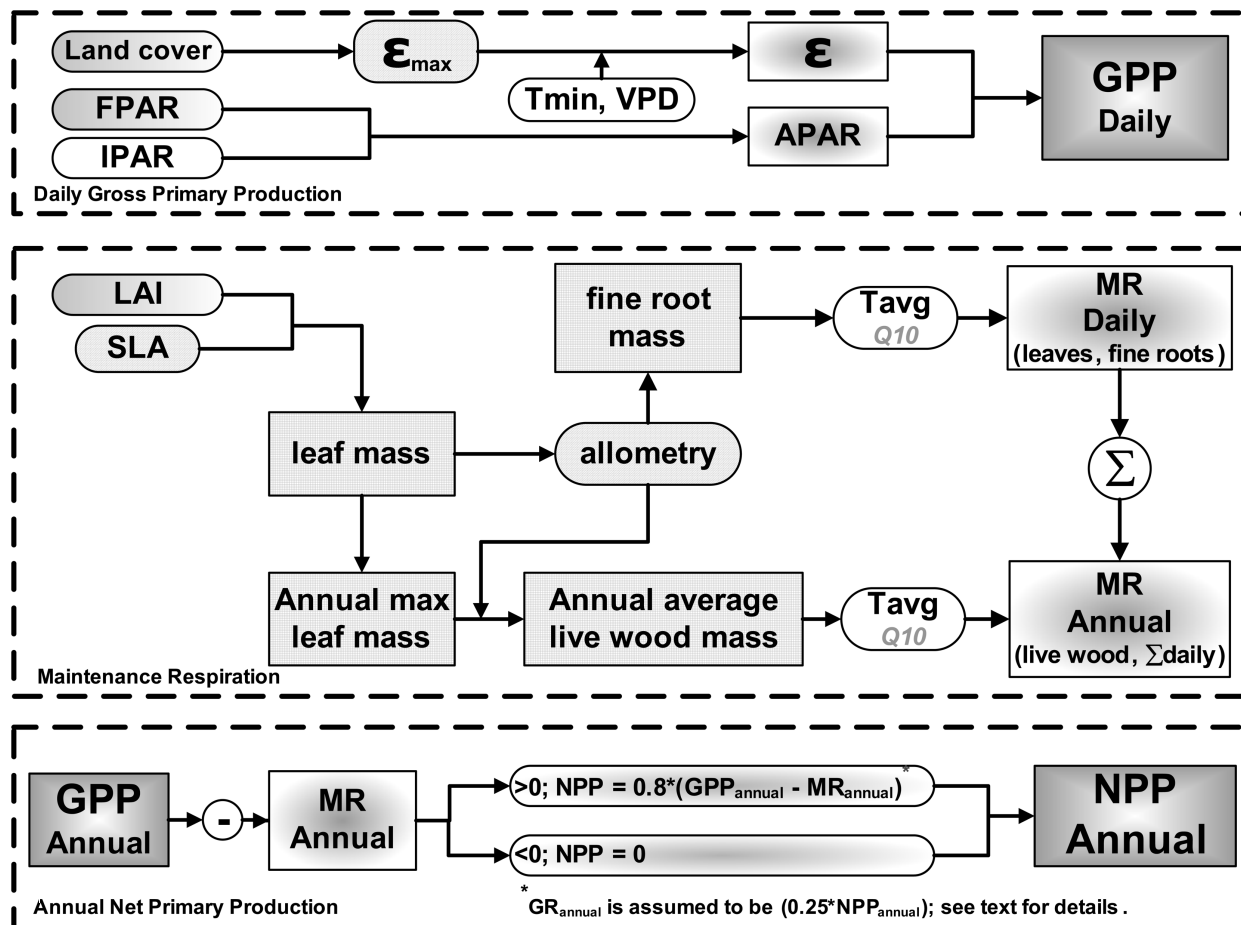 Land cover
εmax
Tmin, VPD
ε
FPAR
IPAR
APAR
GPP
Daily
Daily Gross Primary Production
LAI
SLA
leaf mass
allometry
fine root
mass
Tavg
Q10
MR
Daily
(leaves, fine roots)
Σ
Annual max
leaf mass
Annual average
live wood mass
Tavg
Q10
MR
Annual
(live wood, Σdaily)
Maintenance Respiration
GPP
Annual
-
MR
Annual
>0; NPP = 0.8*(GPPannual - MRannual)*
<0; NPP = 0
NPP
Annual
Annual Net Primary Production
*GRannual is assumed to be (0.25*NPPannual); see text for details.